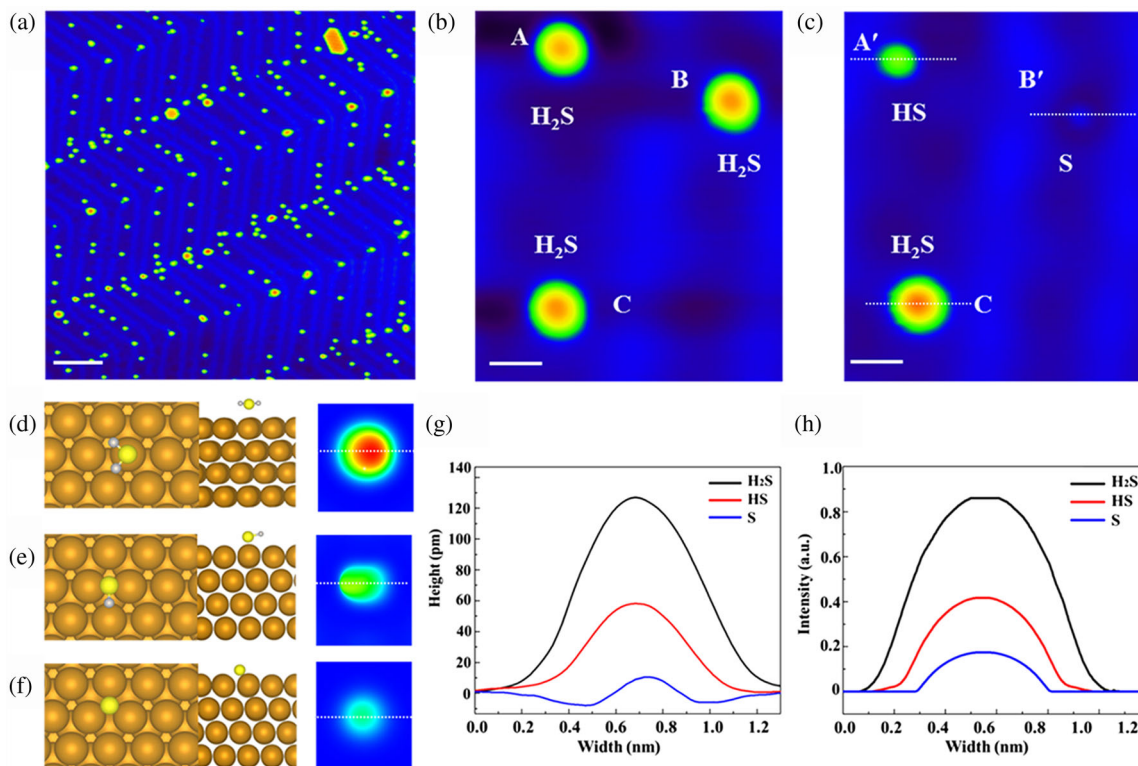 (a)
(b)
(c)
A
H₂S
B
H₂S
H₂S
C
A′
HS
B′
S
H₂S
C
(d)
(e)
(f)
(g)
140
120
100
80
60
40
20
10
0
Height (pm)
H₂S
HS
S
0.0 0.2 0.4 0.6 0.8 1.0 1.2
Width (nm)
(h)
1.0
0.8
0.6
0.4
0.2
0
Intensity (a.u.)
H₂S
HS
S
0.0 0.2 0.4 0.6 0.8 1.0 1.2
Width (nm)